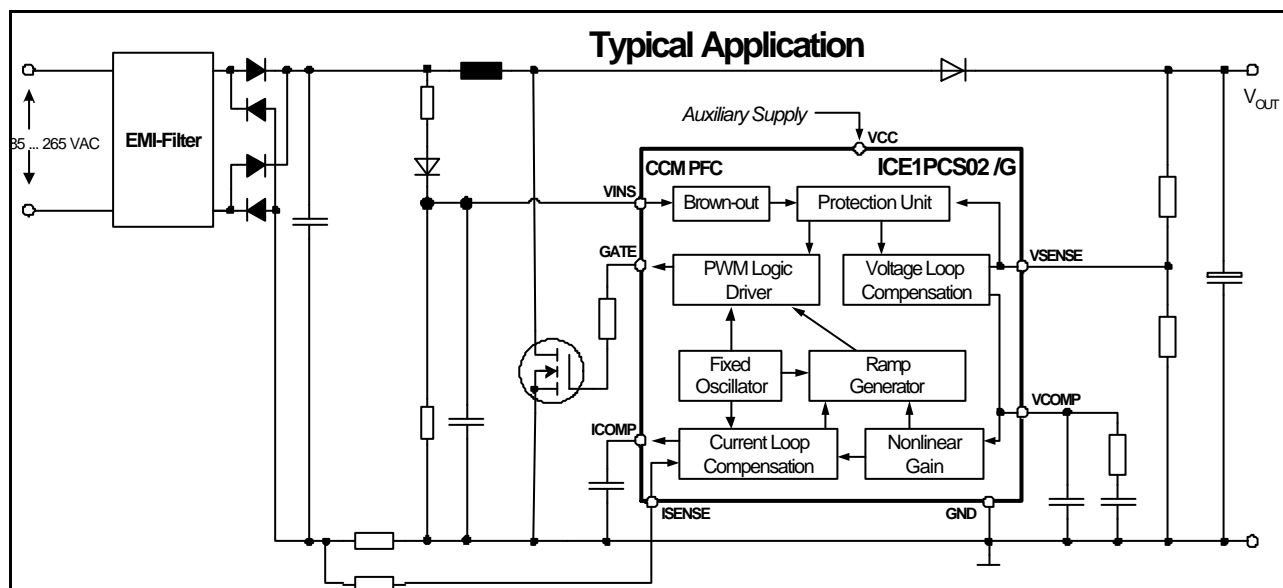 Typical Application
EMI-Filter
85 ... 265 VAC
VOUT
Auxiliary Supply
VCC
CCM PFC
ICE1PCS02 /G
VINS
Brown-out
Protection Unit
GATE
PWM Logic
Driver
Voltage Loop
Compensation
VSENSE
Fixed
Oscillator
Ramp
Generator
VCOMP
ICOMP
Current Loop
Compensation
Nonlinear
Gain
ISENSE
GND